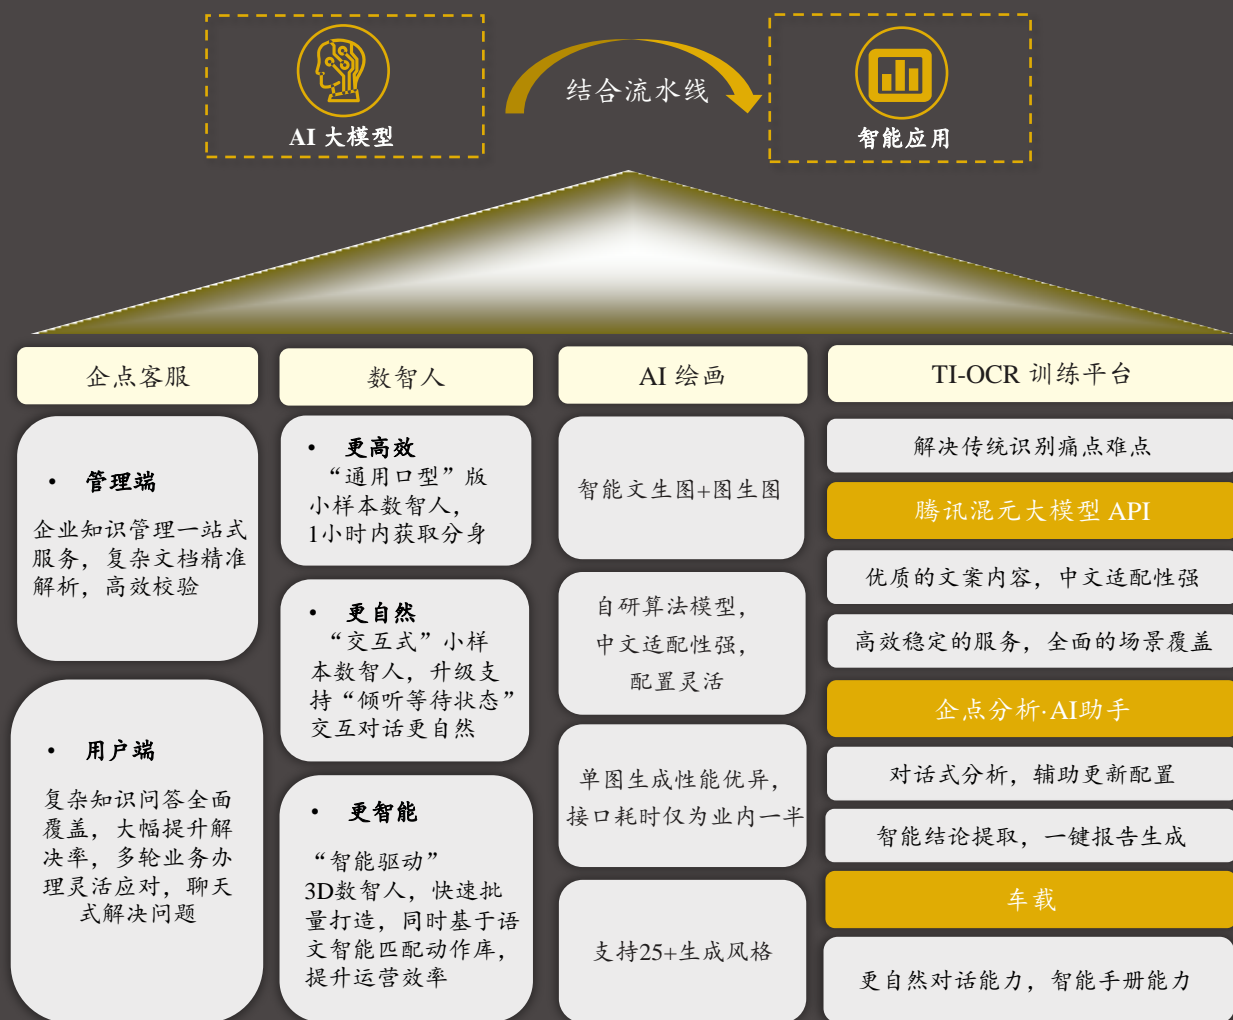 AI 大模型
结合流水线
智能应用
企点客服
• 管理端
企业知识管理一站式
服务，复杂文档精准
解析，高效校验
• 用户端
复杂知识问答全面
覆盖，大幅提升解
决率，多轮业务办
理灵活应对，聊天
式解决问题
数智人
• 更高效
“通用口型”版
小样本数智人，
1小时内获取分身
• 更自然
“交互式”小样
本数智人，升级支
持“倾听等待状态”
交互对话更自然
• 更智能
“智能驱动”
3D数智人，快速批
量打造，同时基于语
文智能匹配动作库，
提升运营效率
AI 绘画
智能文生图+图生图
自研算法模型，
中文适配性强，
配置灵活
单图生成性能优异，
接口耗时仅为业内一半
支持25+生成风格
TI-OCR 训练平台
解决传统识别痛点难点
腾讯混元大模型 API
优质的文案内容，中文适配性强
高效稳定的服务，全面的场景覆盖
企点分析·AI助手
对话式分析，辅助更新配置
智能结论提取，一键报告生成
车载
更自然对话能力，智能手册能力